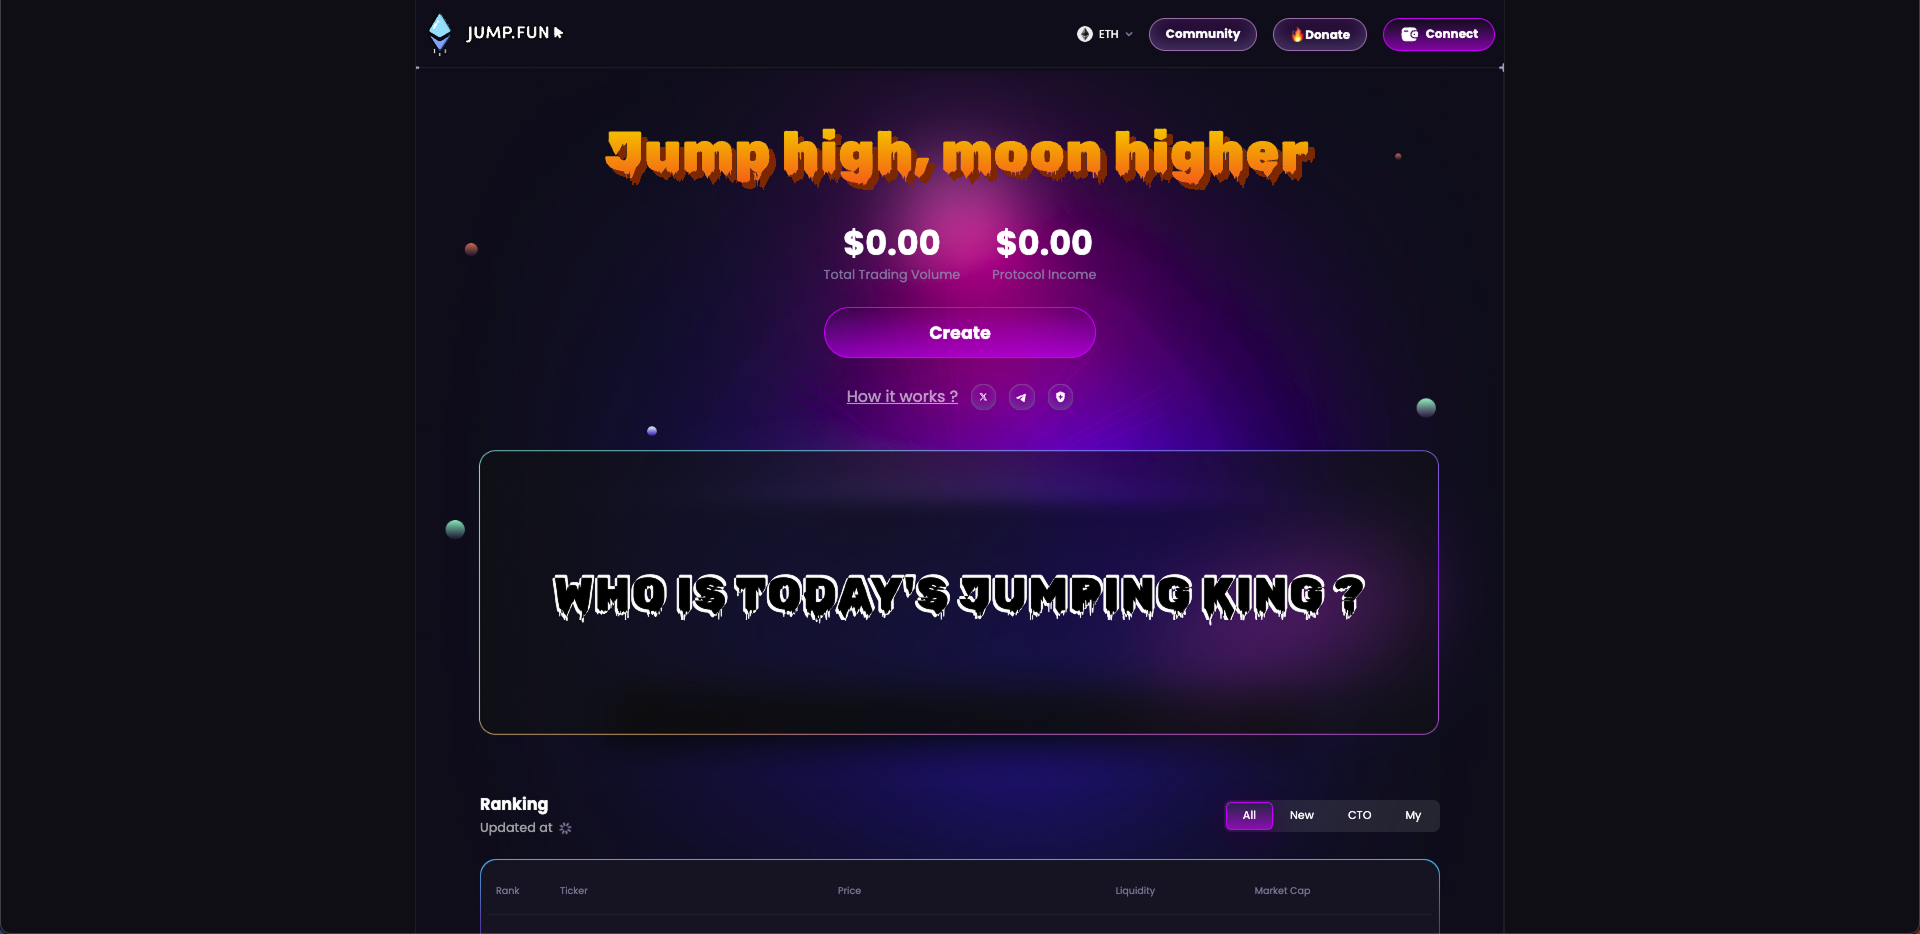 JUMP.FUN
ETH
Community
Donate
Connect
Jump high, moon higher
$0.00 $0.00
Total Trading Volume Protocol Income
Create
How it works ?
WHO IS TODAY'S JUMPING KING ?
Ranking
Updated at
All New CTO My
Rank Ticker Price Liquidity Market Cap